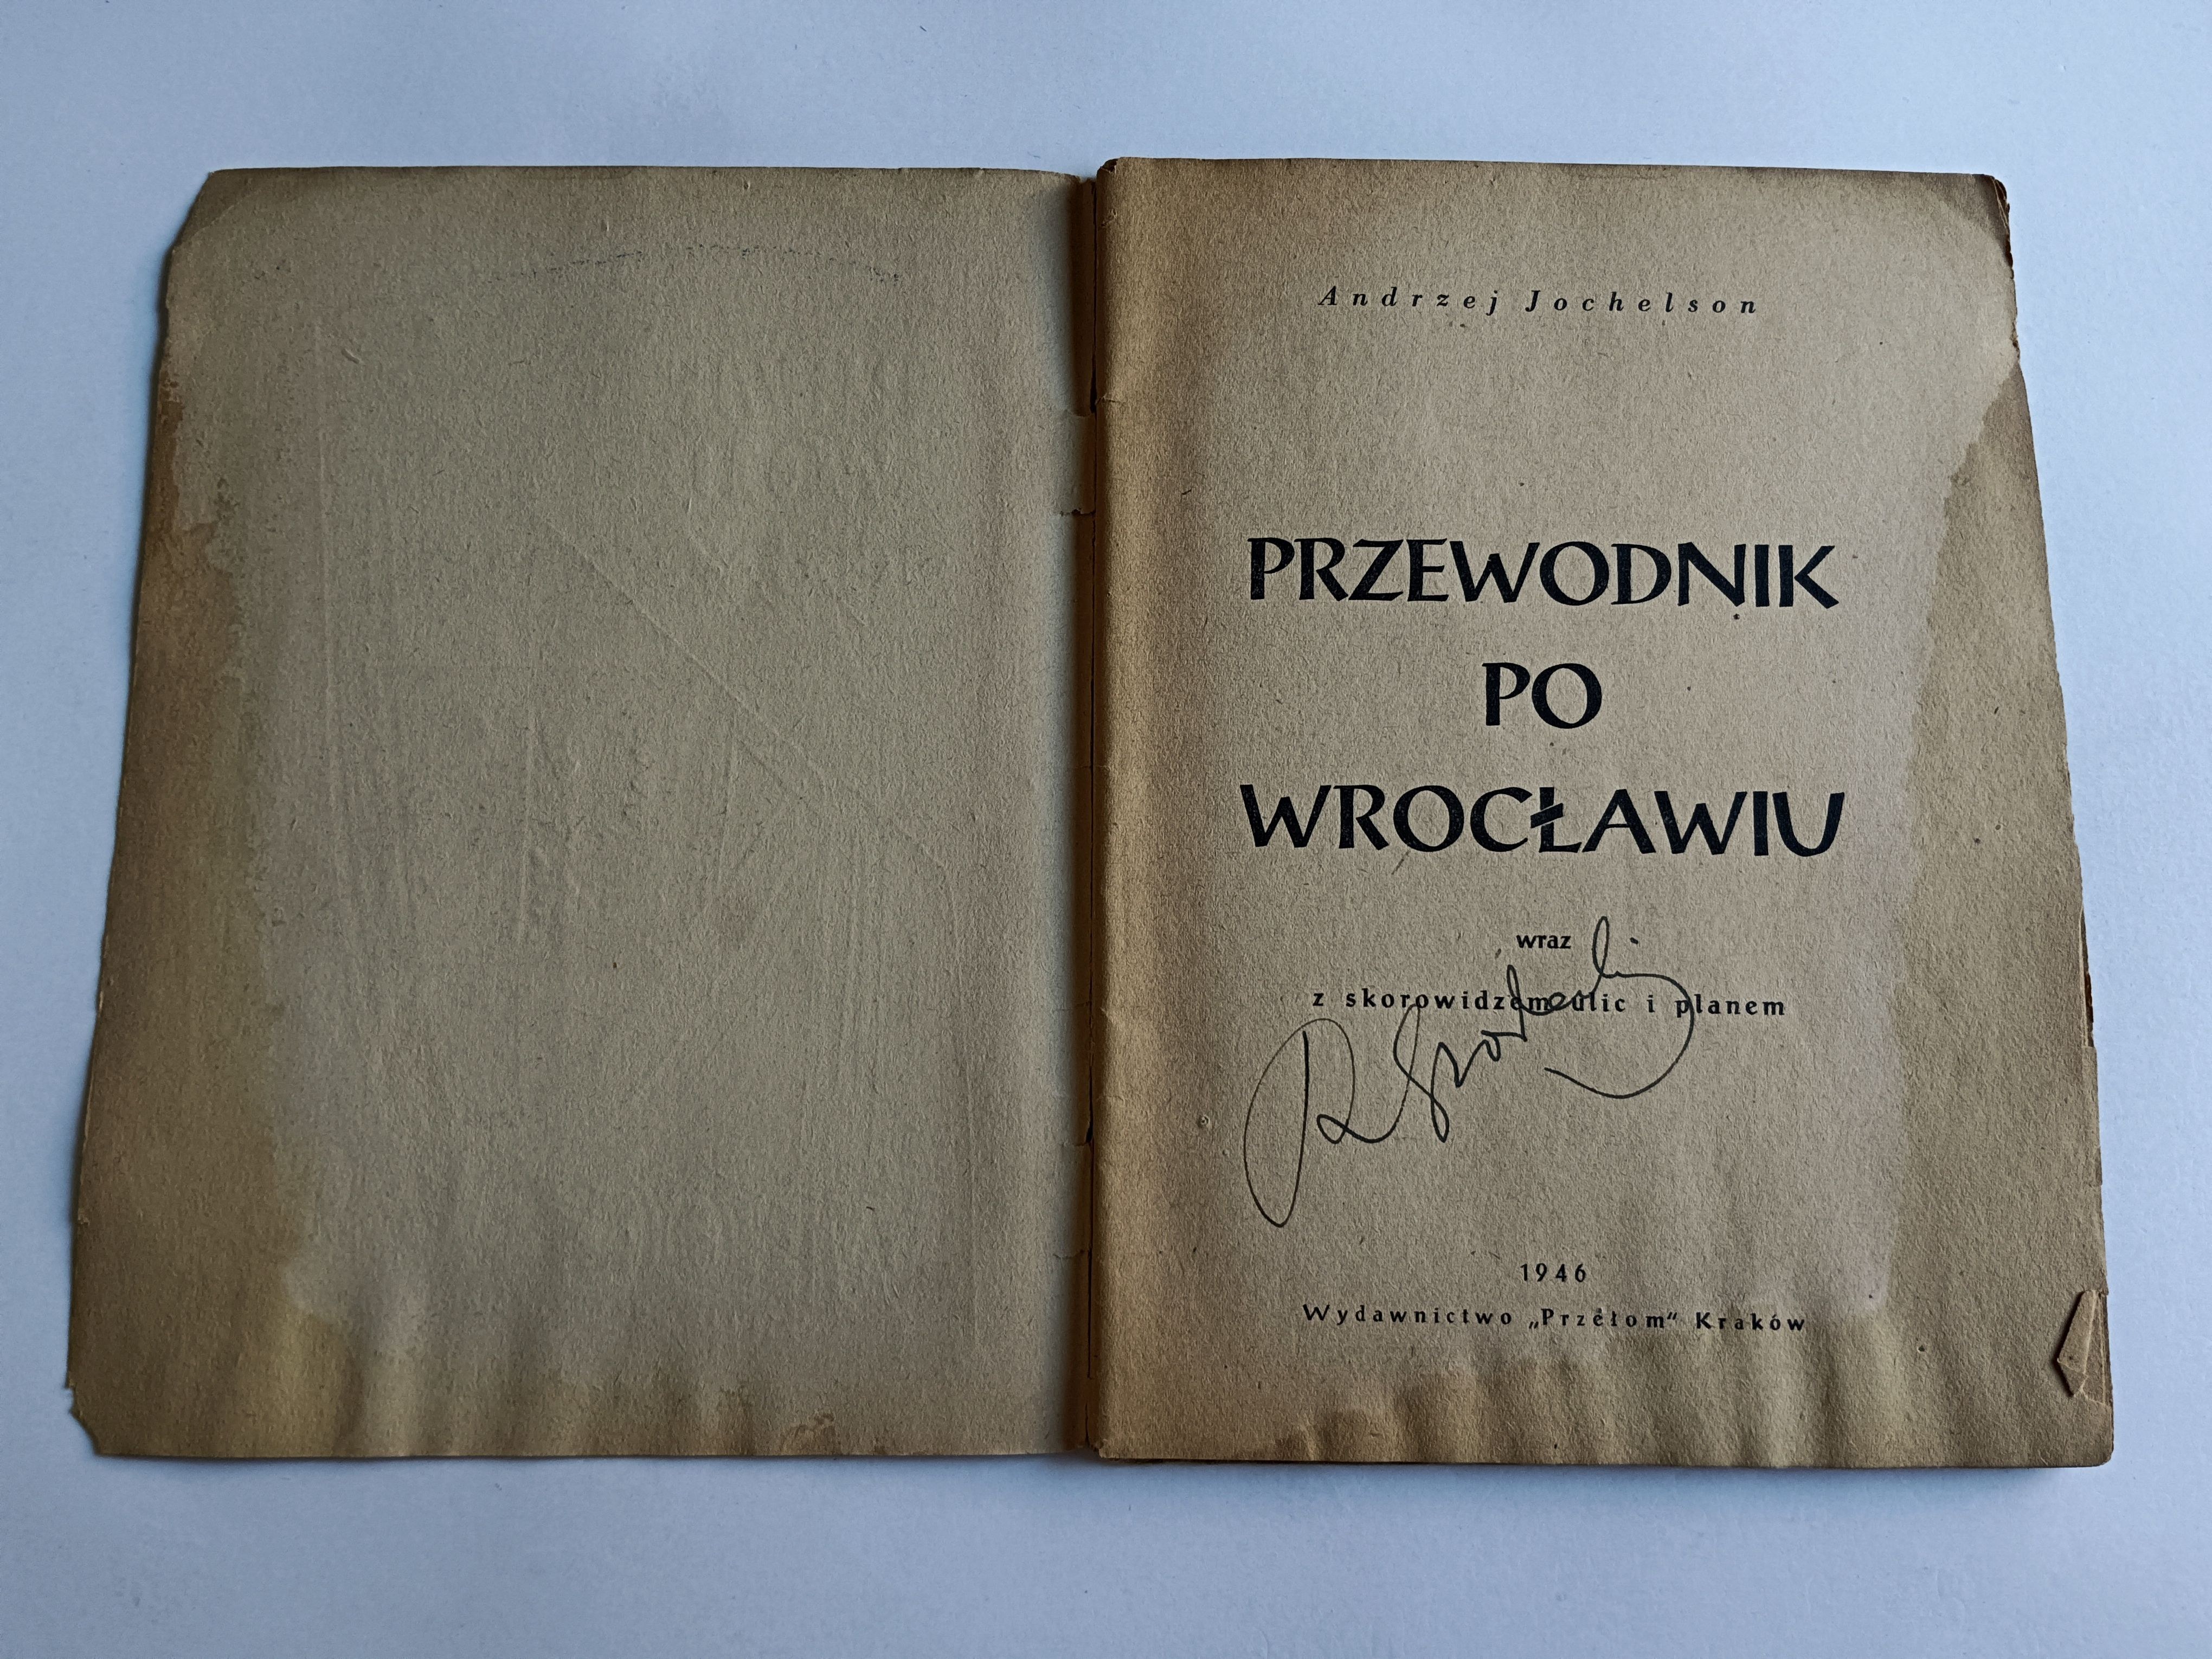 Andrzej Jochelson
PRZEWODNIK
PO
WROCŁAWIU
wraz
z skorowidzem ulic i planem
1946
Wydawnictwo „Przełom“ Kraków